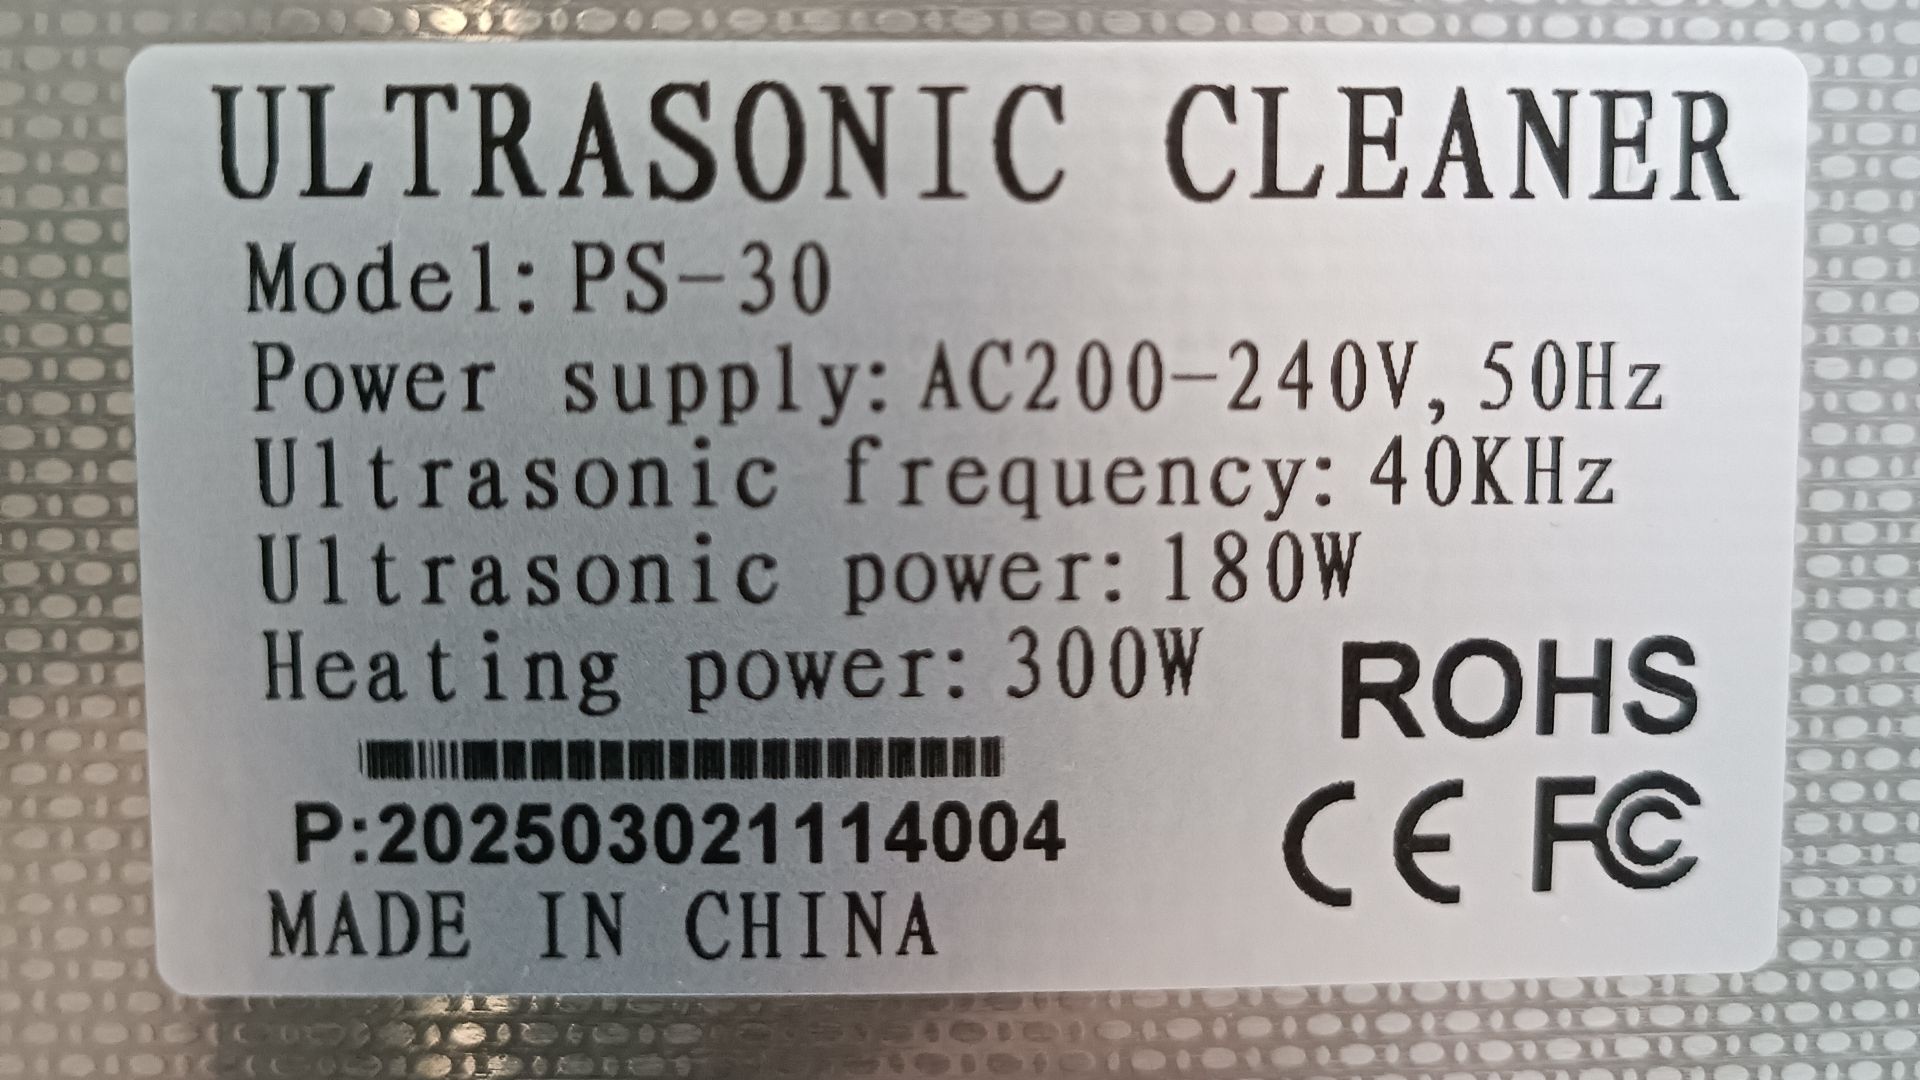 ULTRASONIC CLEANER
Model: PS-30
Power supply: AC200-240V, 50Hz
Ultrasonic frequency: 40KHz
Ultrasonic power: 180W
Heating power: 300W
ROHS
P:202503021114004
CE FC
MADE IN CHINA